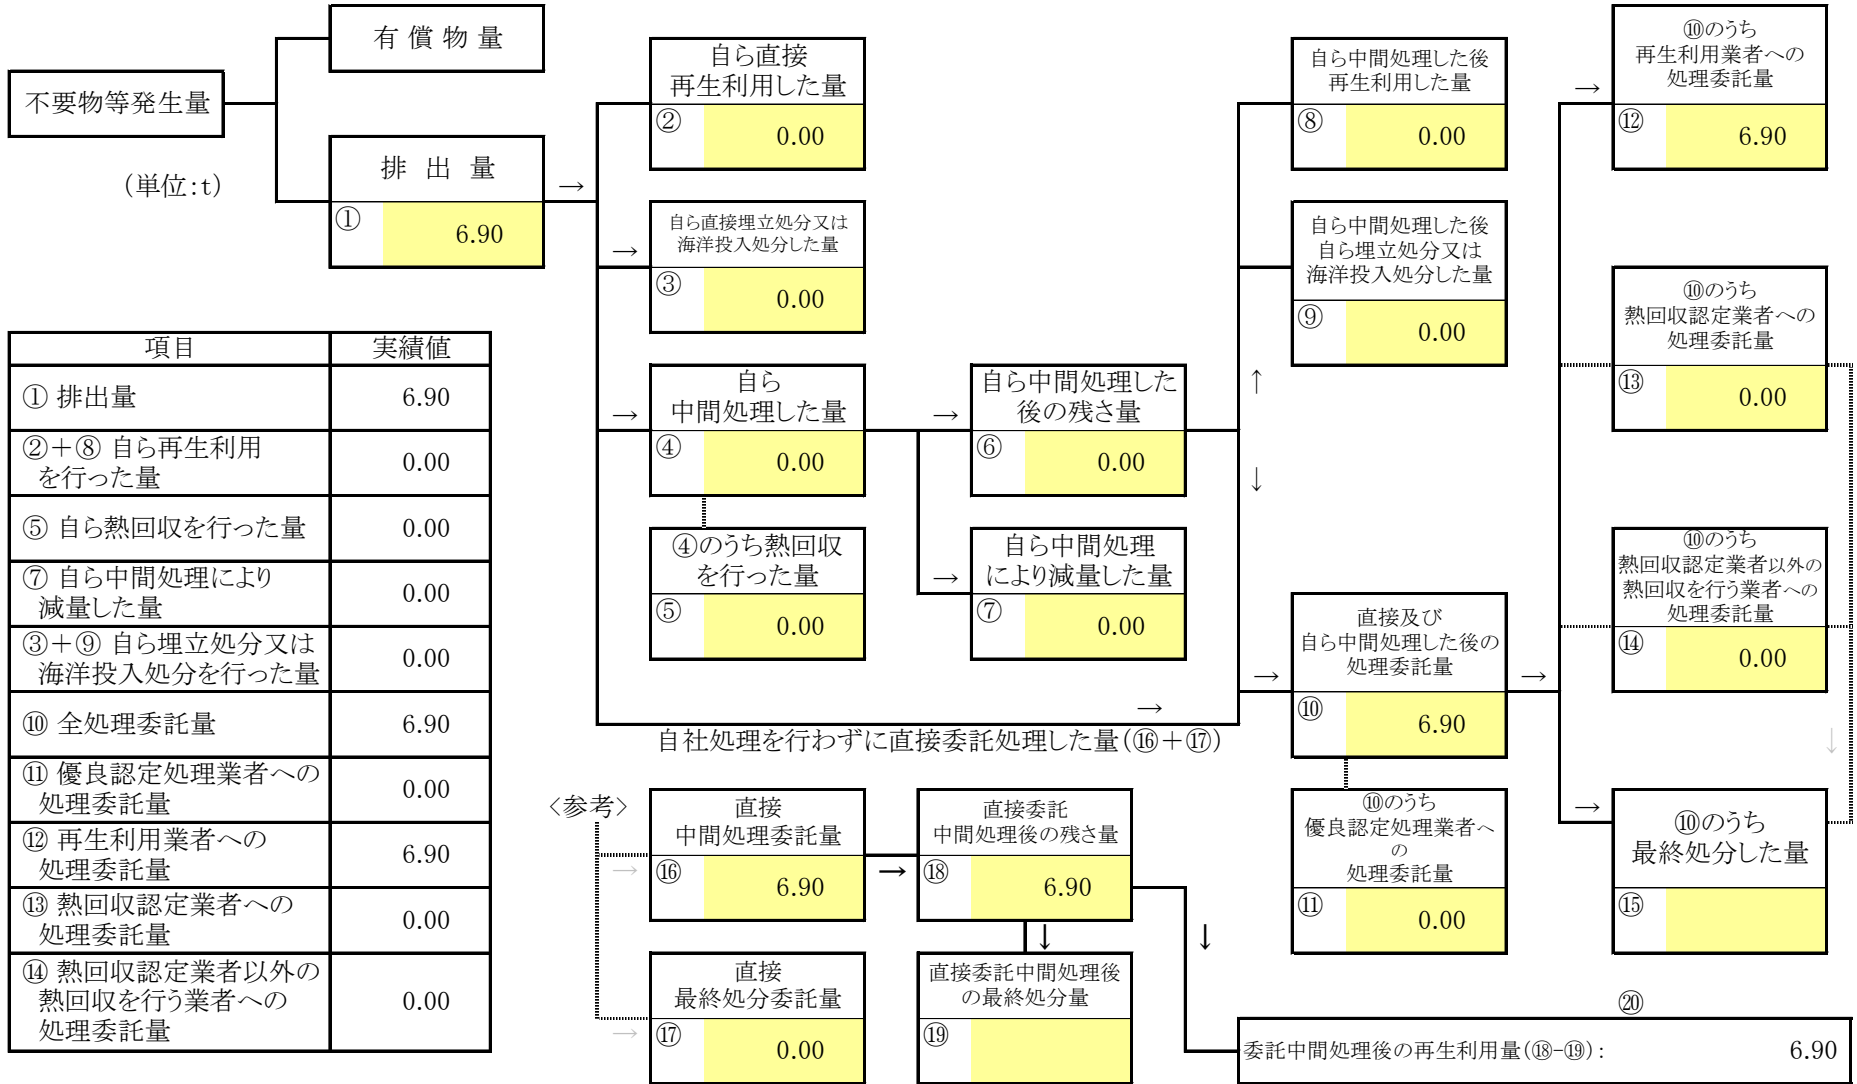 有 償 物 量
不要物等発生量
(単位:t)
排 出 量
①
6.90
→
自ら直接
再生利用した量
②
0.00
→
自ら直接埋立処分又は
海洋投入処分した量
③
0.00
→
自ら
中間処理した量
④
0.00
④のうち熱回収
を行った量
⑤
0.00
→
自ら中間処理した
後の残さ量
⑥
0.00
→
自ら中間処理
により減量した量
⑦
0.00
↑
↓
自ら中間処理した後
再生利用した量
⑧
0.00
自ら中間処理した後
自ら埋立処分又は
海洋投入処分した量
⑨
0.00
→
自社処理を行わずに直接委託処理した量(⑯+⑰)
→
直接及び
自ら中間処理した後の
処理委託量
⑩
6.90
⑩のうち
優良認定処理業者へ
の
処理委託量
⑪
0.00
→
→
⑩のうち
再生利用業者への
処理委託量
⑫
6.90
⑩のうち
熱回収認定業者への
処理委託量
⑬
0.00
⑩のうち
熱回収認定業者以外の
熱回収を行う業者への
処理委託量
⑭
0.00
↓
→
⑩のうち
最終処分した量
⑮
項目 実績値
① 排出量 6.90
②+⑧ 自ら再生利用
を行った量 0.00
⑤ 自ら熱回収を行った量 0.00
⑦ 自ら中間処理により
減量した量 0.00
③+⑨ 自ら埋立処分又は
海洋投入処分を行った量 0.00
⑩ 全処理委託量 6.90
⑪ 優良認定処理業者への
処理委託量 0.00
⑫ 再生利用業者への
処理委託量 6.90
⑬ 熱回収認定業者への
処理委託量 0.00
⑭ 熱回収認定業者以外の
熱回収を行う業者への
処理委託量 0.00
〈参考〉
→
直接
中間処理委託量
⑯
6.90
→
直接委託
中間処理後の残さ量
⑱
6.90
↓
↓
→
直接
最終処分委託量
⑰
0.00
直接委託中間処理後
の最終処分量
⑲
⑳
委託中間処理後の再生利用量(⑱-⑲): 6.90